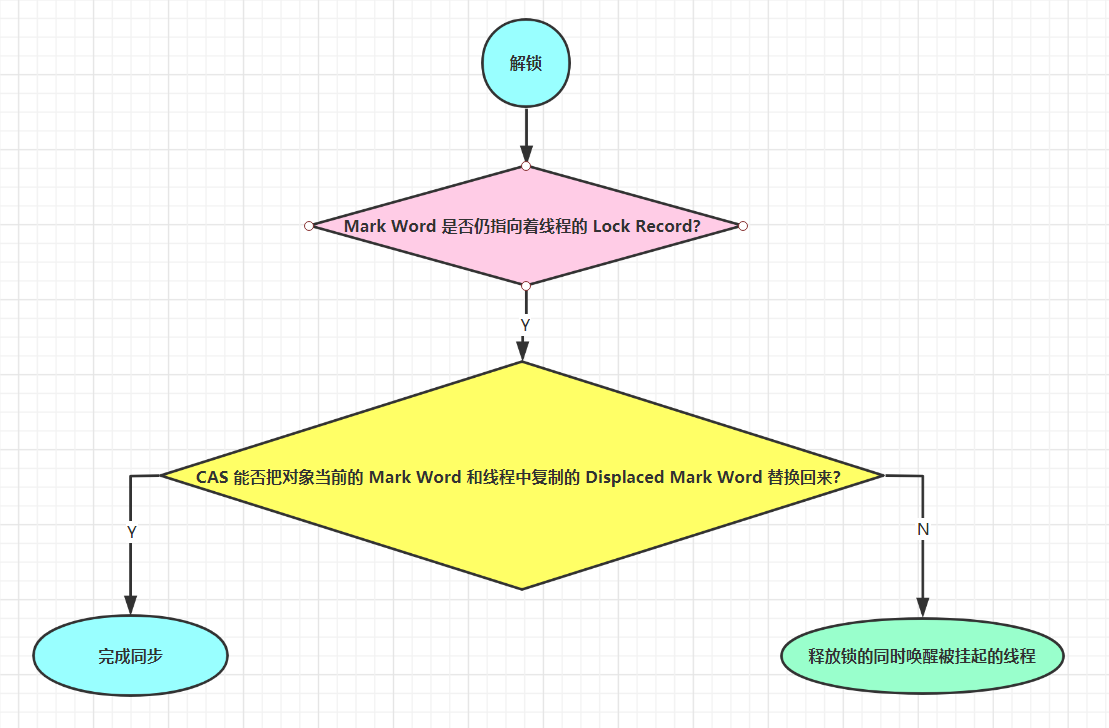 解锁
Mark Word 是否仍指向着线程的 Lock Record?
Y
CAS 能否把对象当前的 Mark Word 和线程中复制的 Displaced Mark Word 替换回来?
Y
N
完成同步
释放锁的同时唤醒被挂起的线程